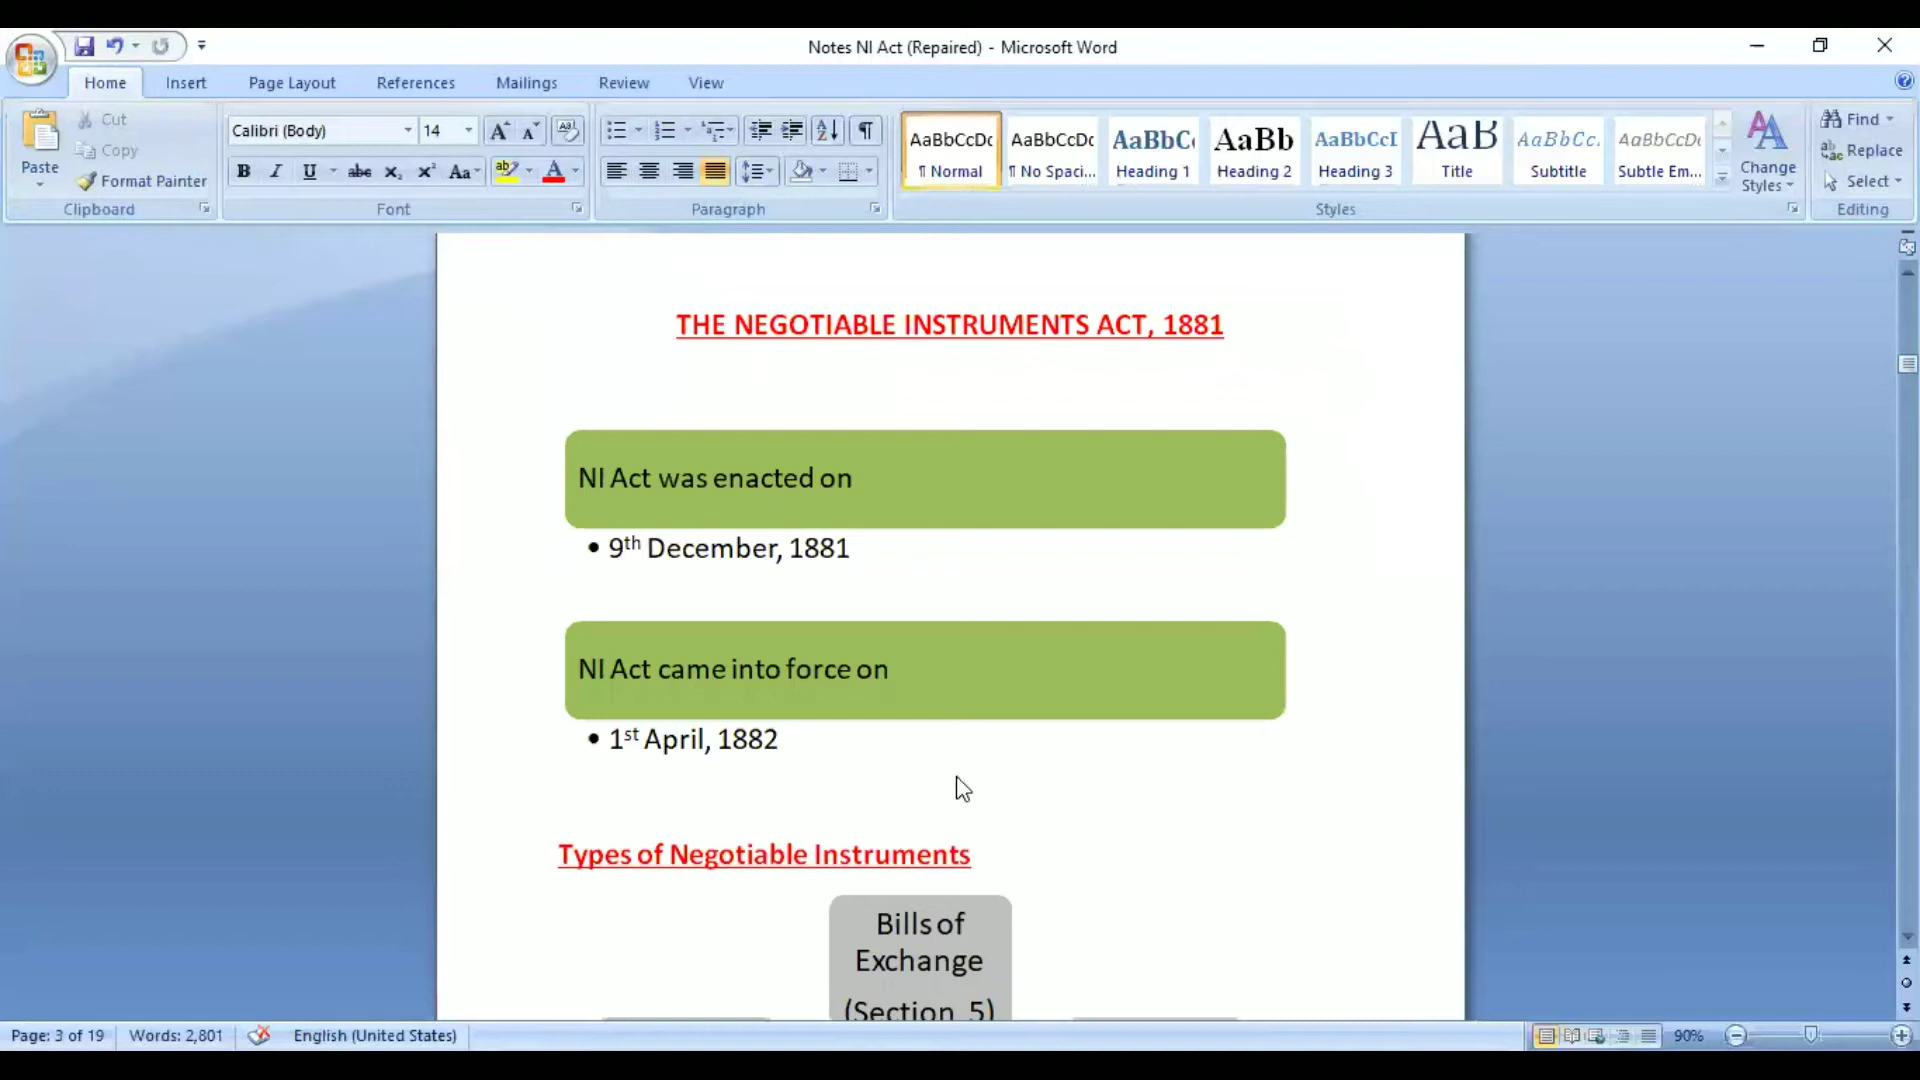 Notes NI Act (Repaired) - Microsoft Word
Home Insert Page Layout References Mailings Review View
Paste
Cut
Copy
Format Painter
Clipboard
Calibri (Body) 14
B I U abc x₂ x² Aa
Font
Paragraph
AaBbCcDc AaBbCcDc AaBbC AaBb AaBbCcI AaB AaBbCc. AaBbCcDc
¶ Normal ¶ No Spaci... Heading 1 Heading 2 Heading 3 Title Subtitle Subtle Em...
Change
Styles
Styles
Find
Replace
Select
Editing
THE NEGOTIABLE INSTRUMENTS ACT, 1881
NI Act was enacted on
• 9th December, 1881
NI Act came into force on
• 1st April, 1882
Types of Negotiable Instruments
Bills of
Exchange
(Section 5)
Page: 3 of 19 Words: 2,801 English (United States) 90%